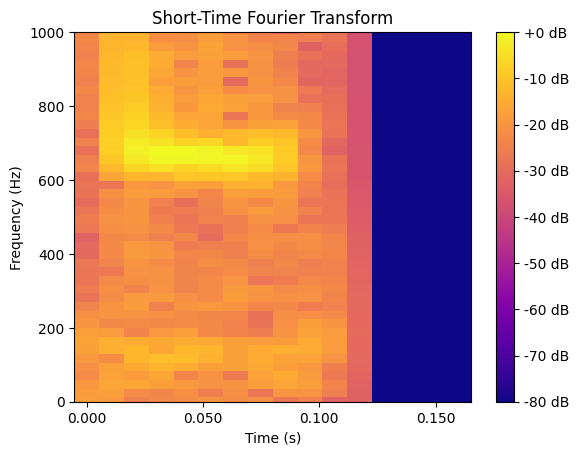 Short-Time Fourier Transform
1000
800
600
400
200
0
Frequency (Hz)
0.000
0.050
0.100
0.150
Time (s)
+0 dB
-10 dB
-20 dB
-30 dB
-40 dB
-50 dB
-60 dB
-70 dB
-80 dB